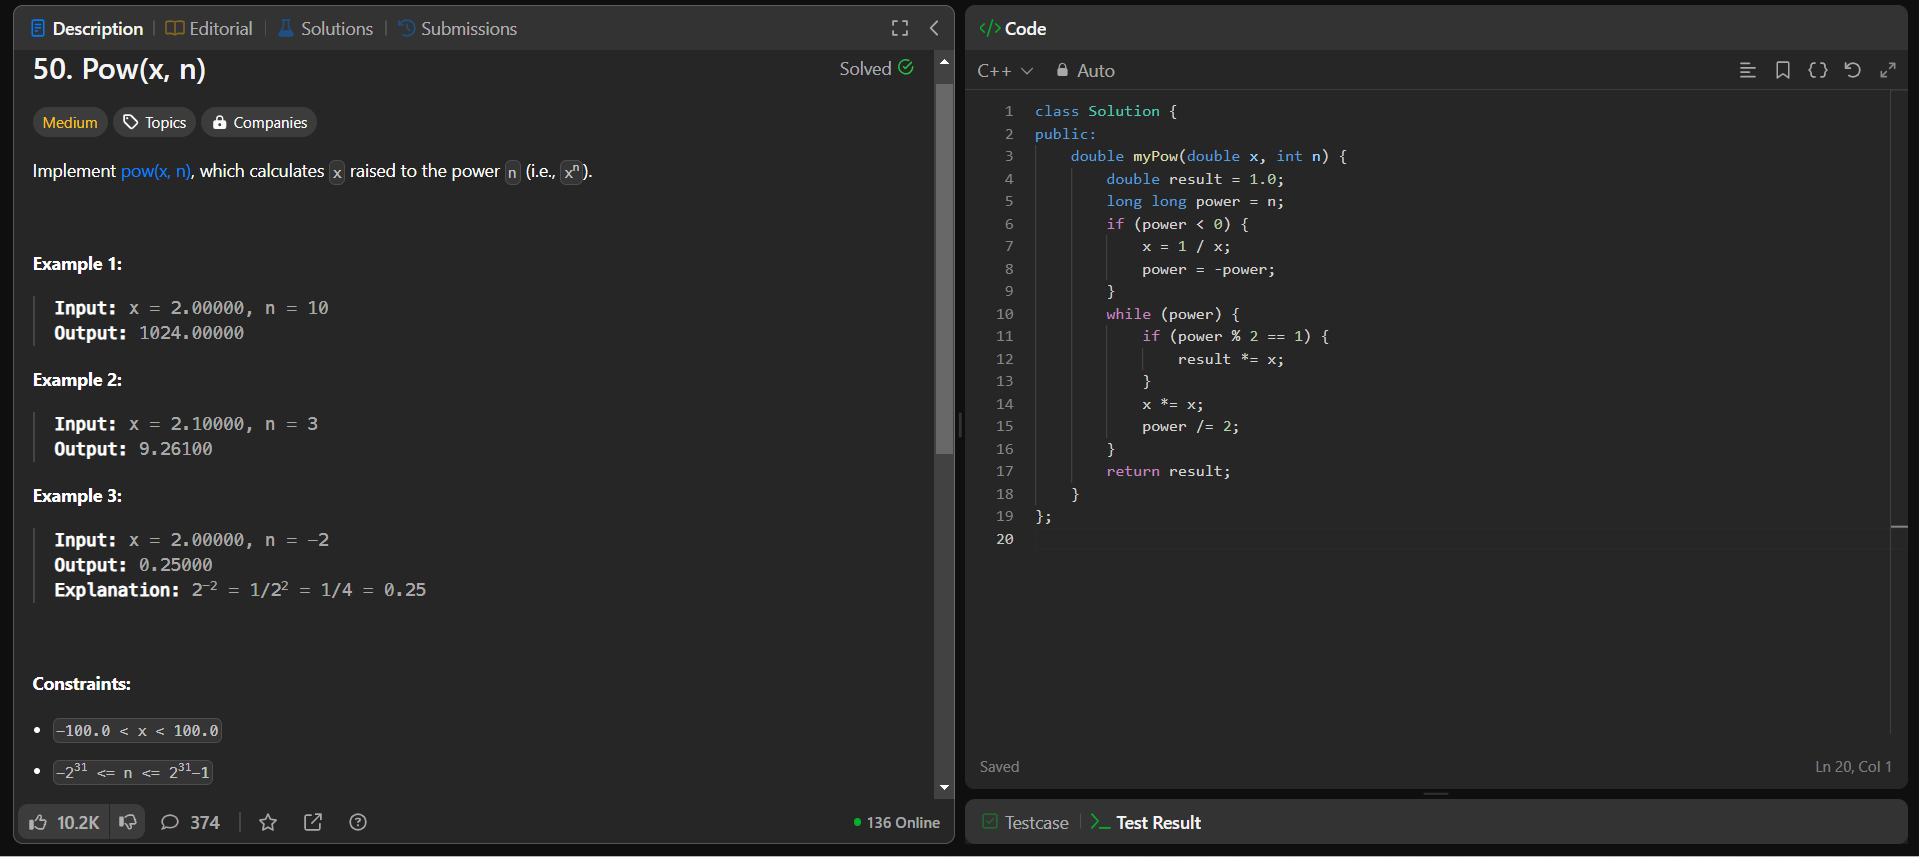 Description Editorial Solutions Submissions
50. Pow(x, n)
Solved
Medium Topics Companies
Implement pow(x, n), which calculates x raised to the power n (i.e., xⁿ).
Example 1:
Input: x = 2.00000, n = 10
Output: 1024.00000
Example 2:
Input: x = 2.10000, n = 3
Output: 9.26100
Example 3:
Input: x = 2.00000, n = -2
Output: 0.25000
Explanation: 2⁻² = 1/2² = 1/4 = 0.25
Constraints:
• -100.0 < x < 100.0
• -2³¹ <= n <= 2³¹-1
10.2K 374
136 Online
</> Code
C++ Auto
1 class Solution {
2 public:
3     double myPow(double x, int n) {
4         double result = 1.0;
5         long long power = n;
6         if (power < 0) {
7             x = 1 / x;
8             power = -power;
9         }
10         while (power) {
11             if (power % 2 == 1) {
12                 result *= x;
13             }
14             x *= x;
15             power /= 2;
16         }
17         return result;
18     }
19 };
20
Saved
Ln 20, Col 1
Testcase >_ Test Result